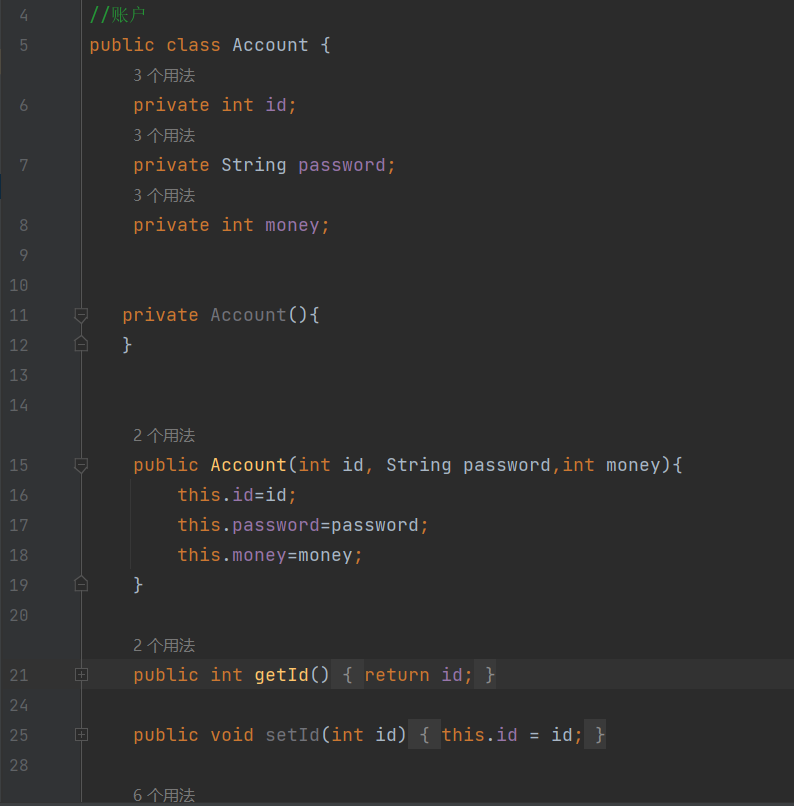 4 //账户
5 public class Account {
3 个用法
6 private int id;
3 个用法
7 private String password;
3 个用法
8 private int money;
9
10
11 private Account(){
12 }
13
14
2 个用法
15 public Account(int id, String password,int money){
16 this.id=id;
17 this.password=password;
18 this.money=money;
19 }
20
2 个用法
21 public int getId() { return id; }
24
25 public void setId(int id) { this.id = id; }
28
6 个用法